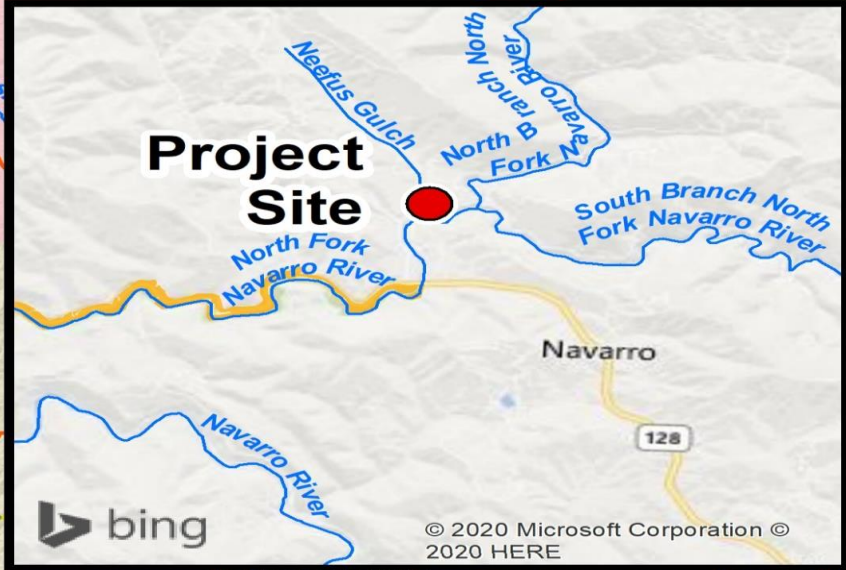 Neefus Gulch
North Branch North
Fork Navarro River
Project
Site
South Branch North
Fork Navarro River
North Fork
Navarro River
Navarro
128
Navarro River
bing
© 2020 Microsoft Corporation ©
2020 HERE